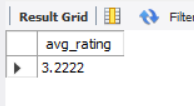 Result Grid Filte
avg_rating
3.2222